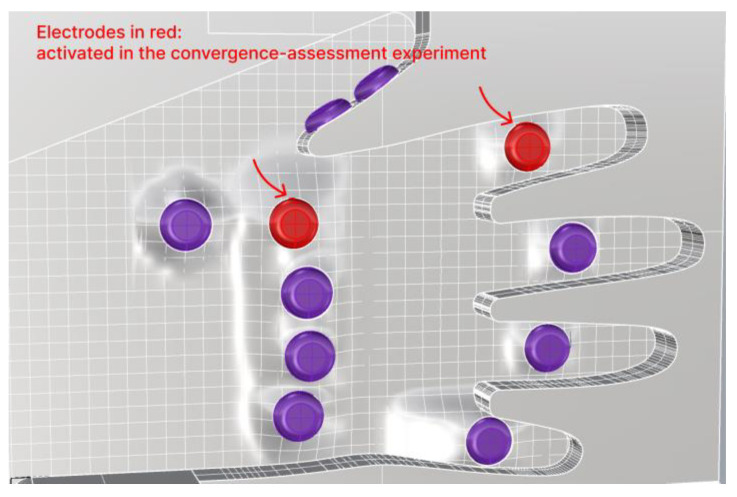 Electrodes in red:
activated in the convergence-assessment experiment